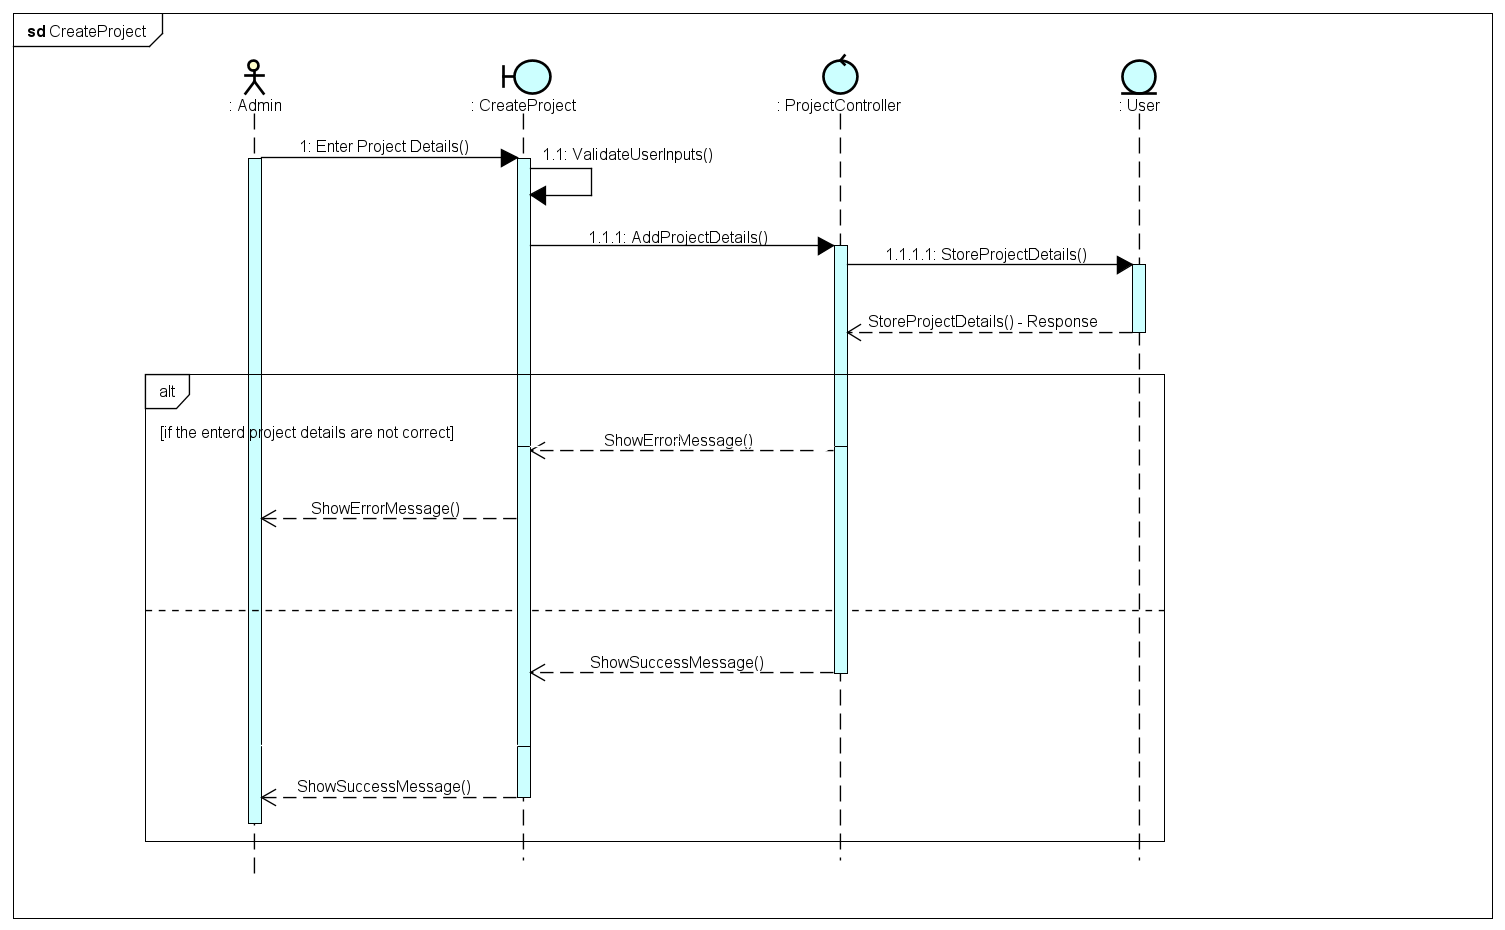 sd CreateProject
: Admin
: CreateProject
: ProjectController
: User
1: Enter Project Details()
1.1: ValidateUserInputs()
1.1.1: AddProjectDetails()
1.1.1.1: StoreProjectDetails()
StoreProjectDetails() - Response
alt
[if the enterd project details are not correct]
ShowErrorMessage()
ShowErrorMessage()
ShowSuccessMessage()
ShowSuccessMessage()